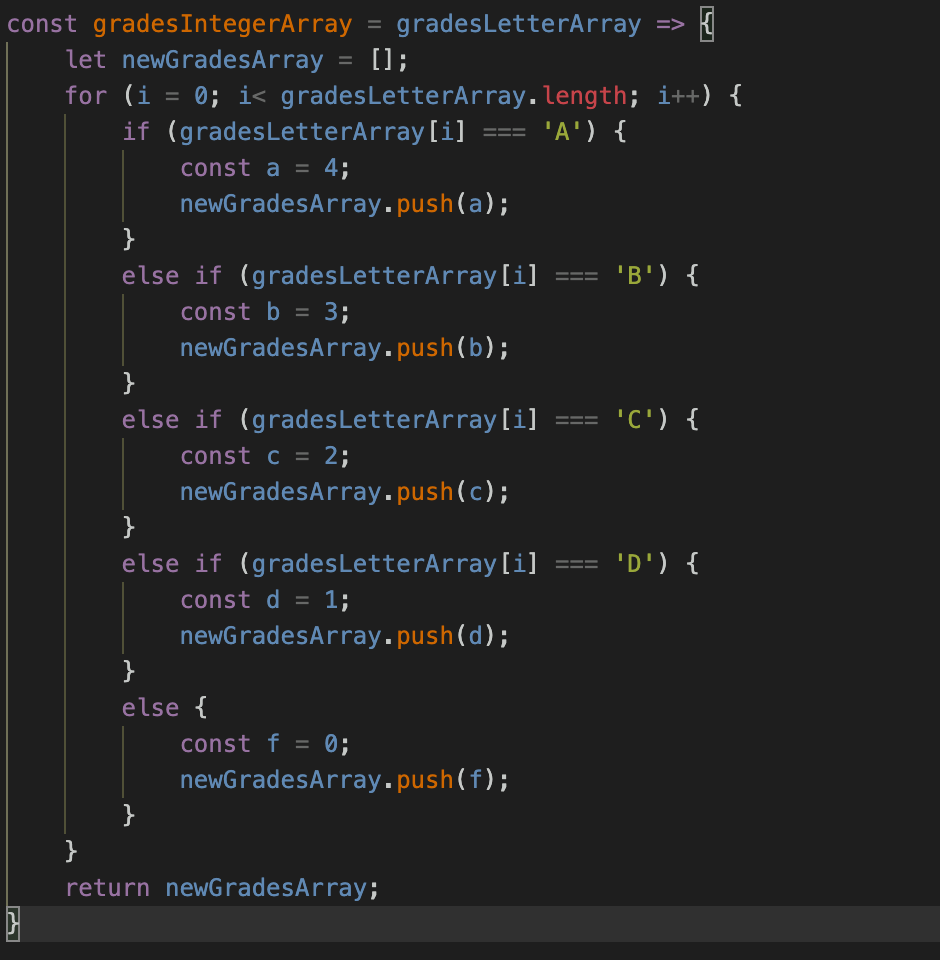 const gradesIntegerArray = gradesLetterArray => {
    let newGradesArray = [];
    for (i = 0; i< gradesLetterArray.length; i++) {
        if (gradesLetterArray[i] === 'A') {
            const a = 4;
            newGradesArray.push(a);
        }
        else if (gradesLetterArray[i] === 'B') {
            const b = 3;
            newGradesArray.push(b);
        }
        else if (gradesLetterArray[i] === 'C') {
            const c = 2;
            newGradesArray.push(c);
        }
        else if (gradesLetterArray[i] === 'D') {
            const d = 1;
            newGradesArray.push(d);
        }
        else {
            const f = 0;
            newGradesArray.push(f);
        }
    }
    return newGradesArray;
}